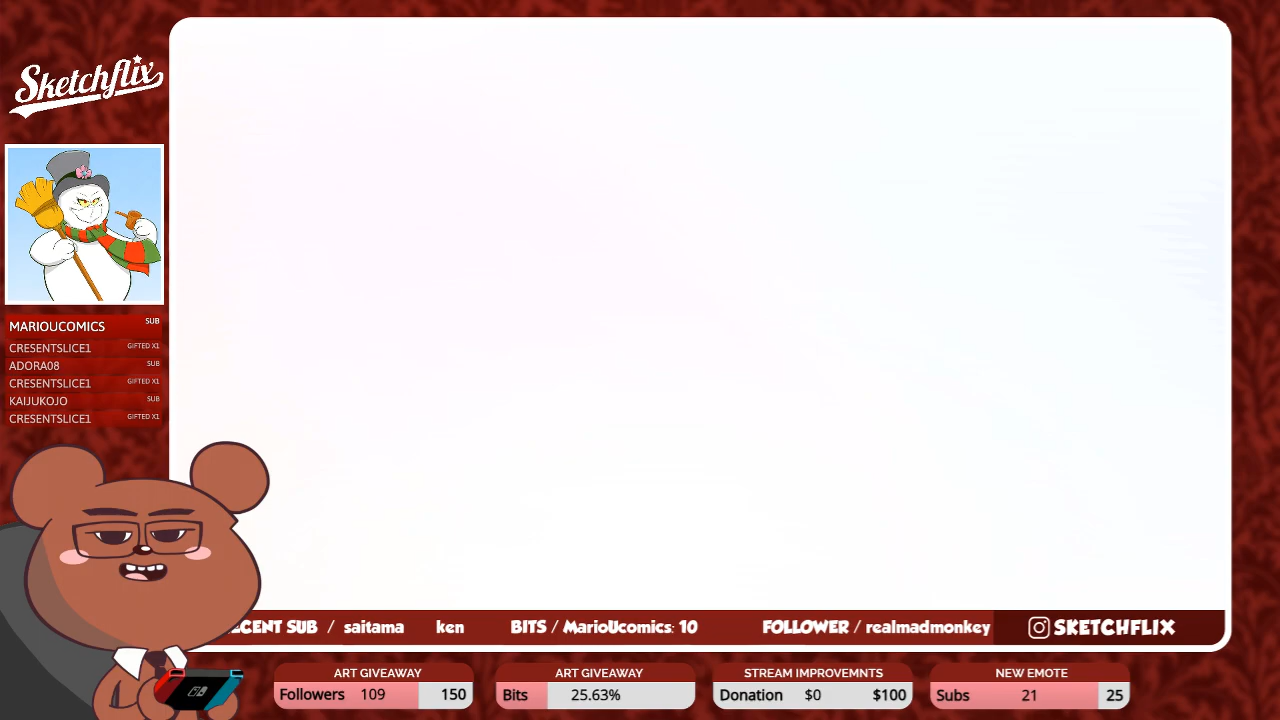 Sketchflix
MARIOUCOMICS SUB
CRESENTSLICE1 GIFTED X1
ADORA08 SUB
CRESENTSLICE1 GIFTED X1
KAIJUKOJO SUB
CRESENTSLICE1 GIFTED X1
SUB / saitama ken BITS / MarioUcomics: 10 FOLLOWER / realmadmonkey SKETCHFLIX
ART GIVEAWAY ART GIVEAWAY STREAM IMPROVEMNTS NEW EMOTE
Followers 109 150 Bits 25.63% Donation $0 $100 Subs 21 25